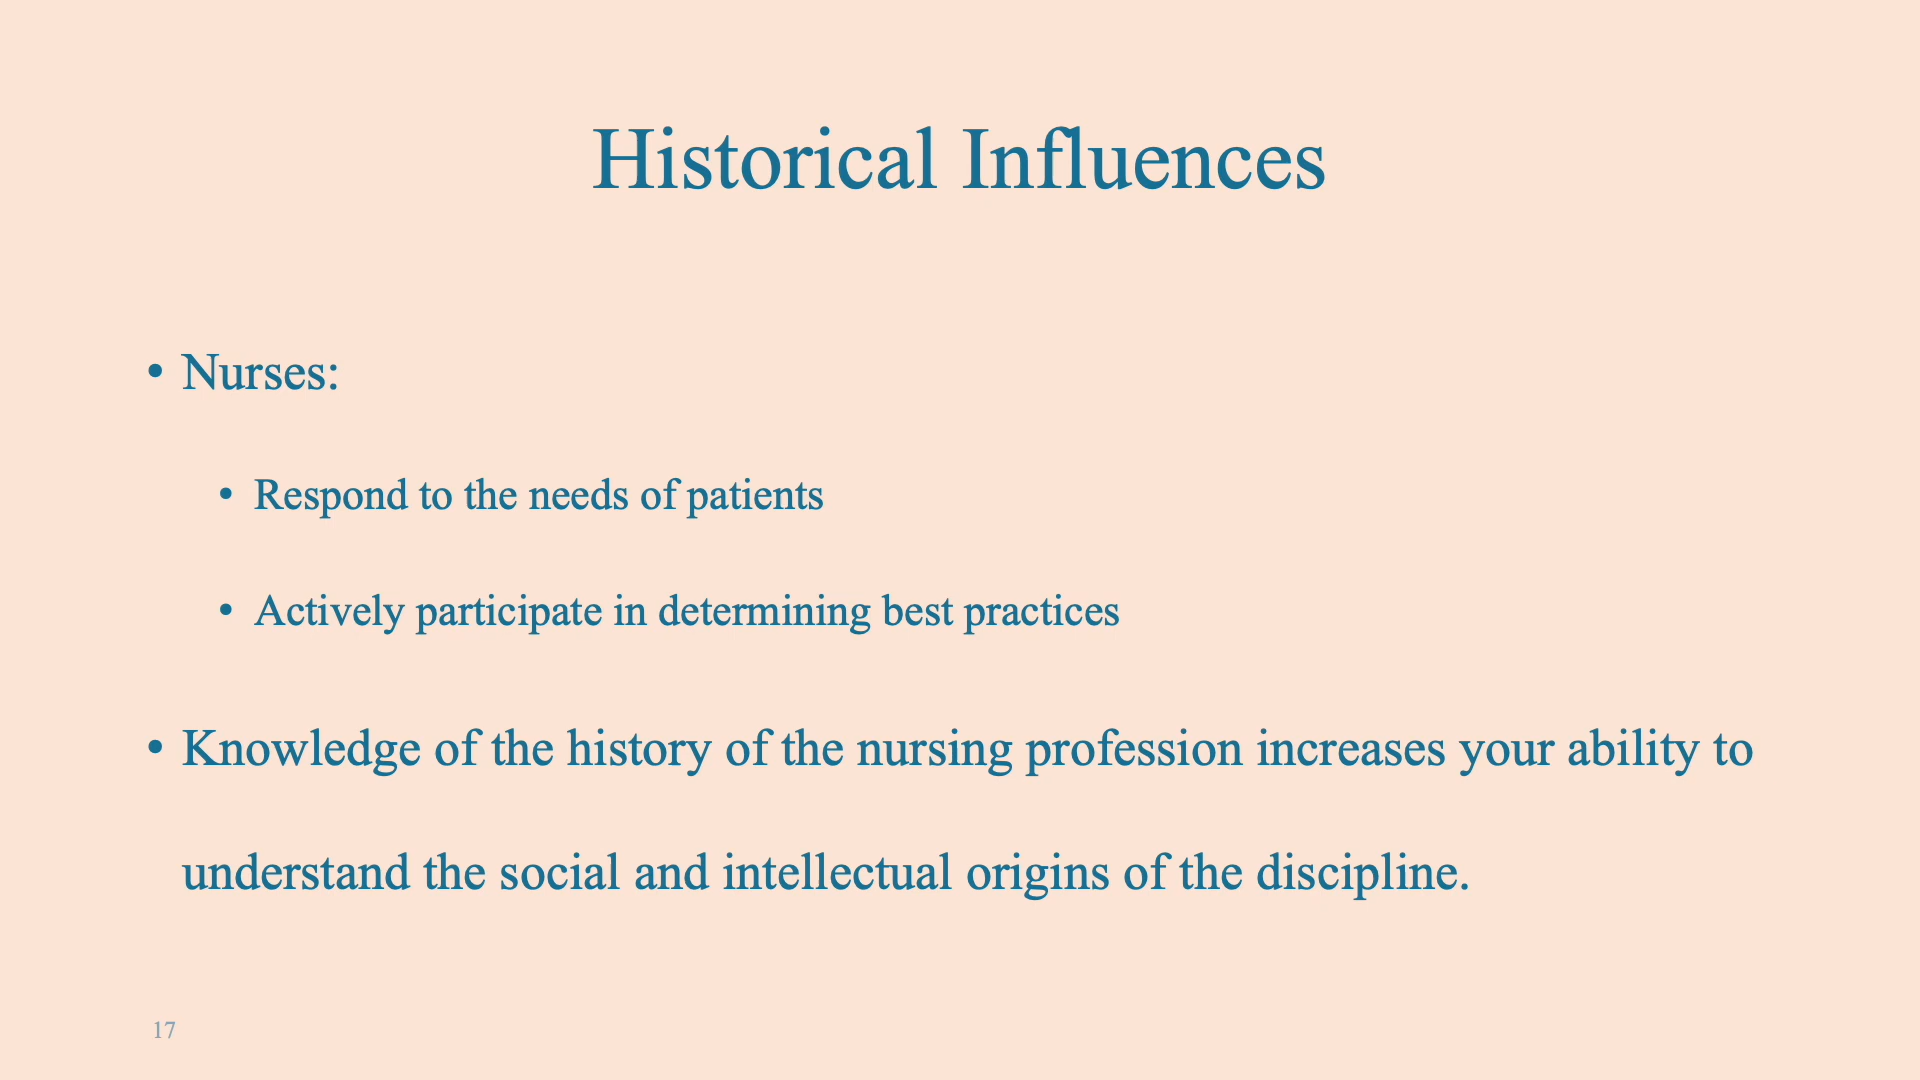 Historical Influences
• Nurses:
• Respond to the needs of patients
• Actively participate in determining best practices
• Knowledge of the history of the nursing profession increases your ability to
understand the social and intellectual origins of the discipline.
17